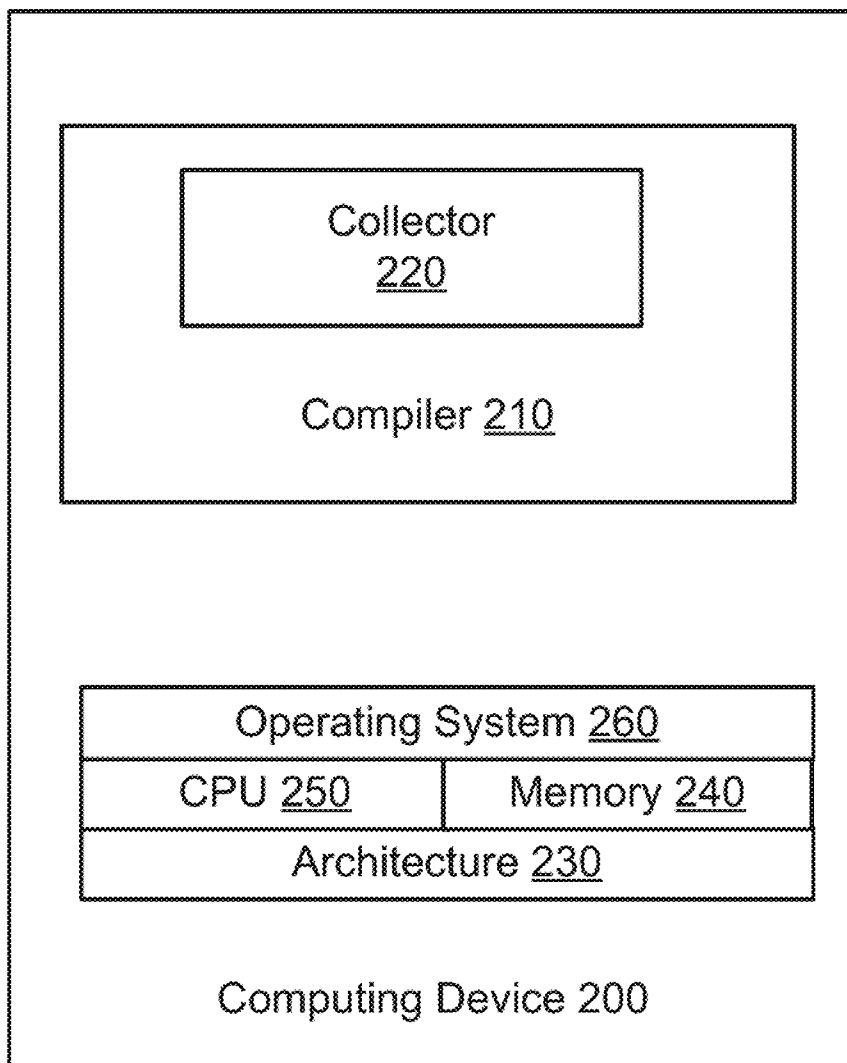 Collector
220
Compiler 210
Operating System 260
CPU 250 Memory 240
Architecture 230
Computing Device 200